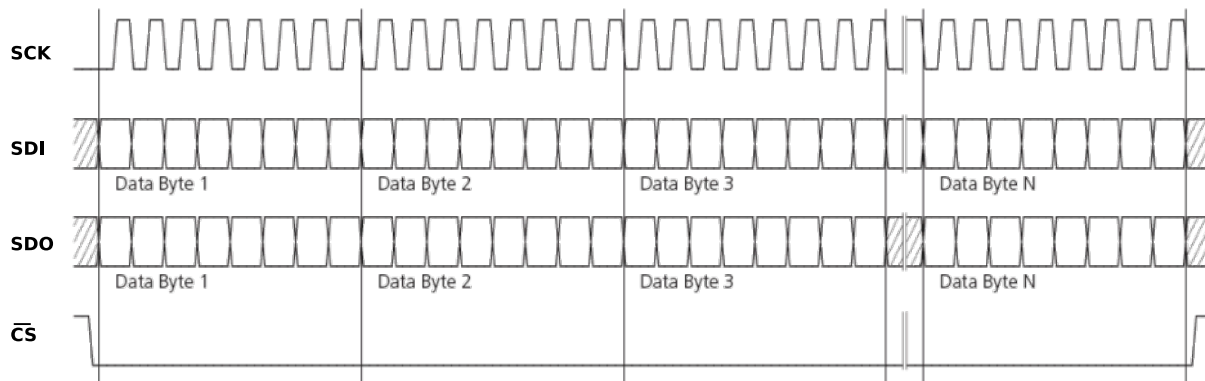 SCK
SDI
Data Byte 1 Data Byte 2 Data Byte 3 Data Byte N
SDO
Data Byte 1 Data Byte 2 Data Byte 3 Data Byte N
C̅S̅